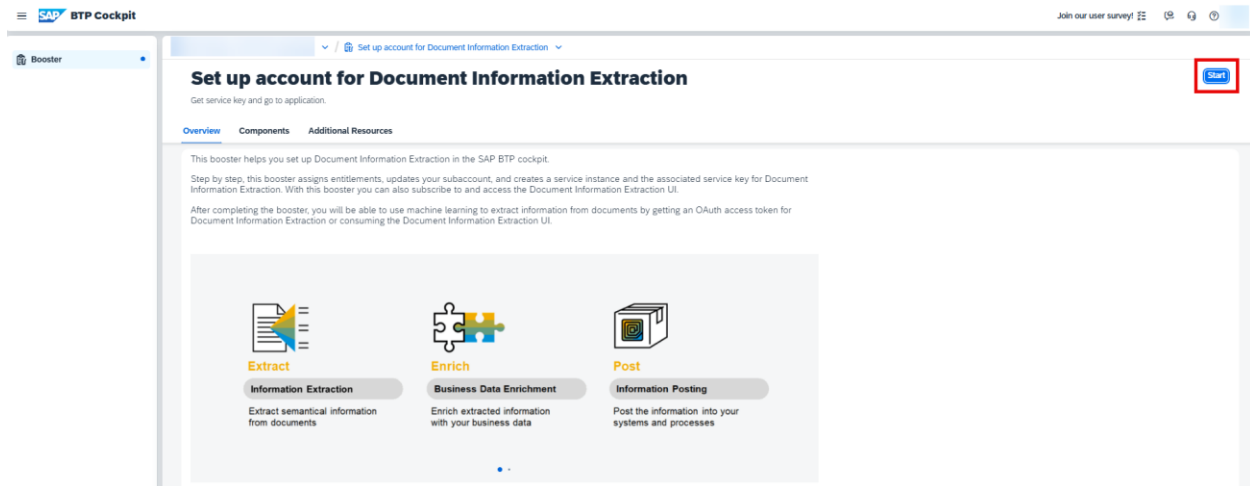 SAP BTP Cockpit
Join our user survey!
Booster
/ Set up account for Document Information Extraction
Set up account for Document Information Extraction
Start
Get service key and go to application.
Overview Components Additional Resources
This booster helps you set up Document Information Extraction in the SAP BTP cockpit.
Step by step, this booster assigns entitlements, updates your subaccount, and creates a service instance and the associated service key for Document
Information Extraction. With this booster you can also subscribe to and access the Document Information Extraction UI.
After completing the booster, you will be able to use machine learning to extract information from documents by getting an OAuth access token for
Document Information Extraction or consuming the Document Information Extraction UI.
Extract
Information Extraction
Extract semantical information
from documents
Enrich
Business Data Enrichment
Enrich extracted information
with your business data
Post
Information Posting
Post the information into your
systems and processes